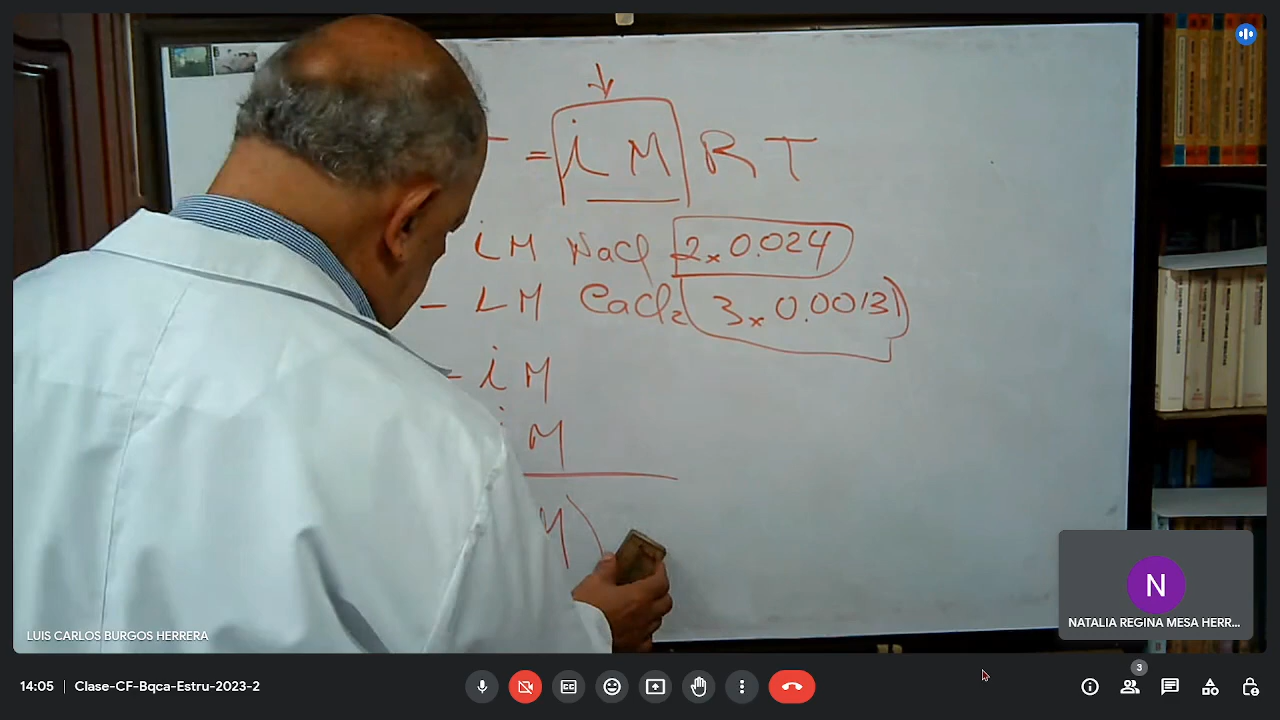 = i M R T
i M NaCl 2 x 0.024
- i M CaCl2 (3 x 0.00131)
- i M
i M
M)
LUIS CARLOS BURGOS HERRERA
N
NATALIA REGINA MESA HERR...
3
14:05 | Clase-CF-Bqca-Estru-2023-2